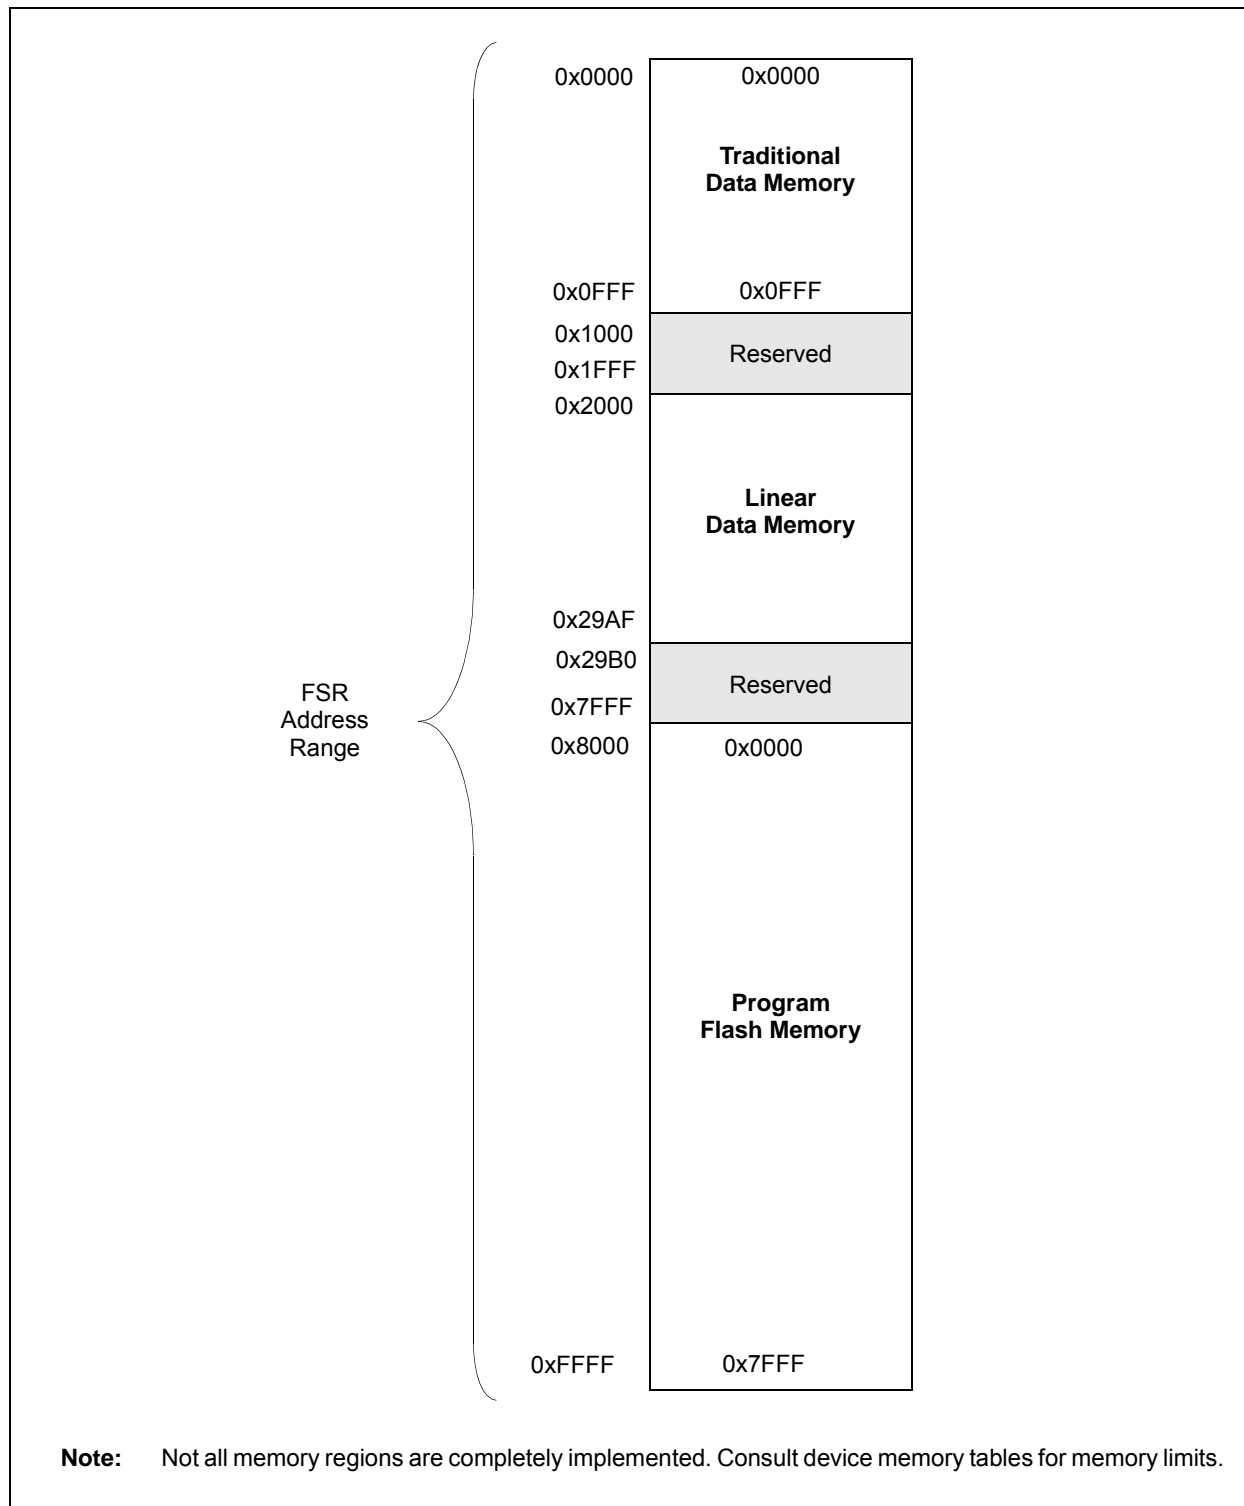 0x0000 0x0000
Traditional
Data Memory
0x0FFF 0x0FFF
0x1000
Reserved
0x1FFF
0x2000
Linear
Data Memory
0x29AF
0x29B0
Reserved
0x7FFF
FSR
Address
Range
0x8000 0x0000
Program
Flash Memory
0xFFFF 0x7FFF
Note: Not all memory regions are completely implemented. Consult device memory tables for memory limits.